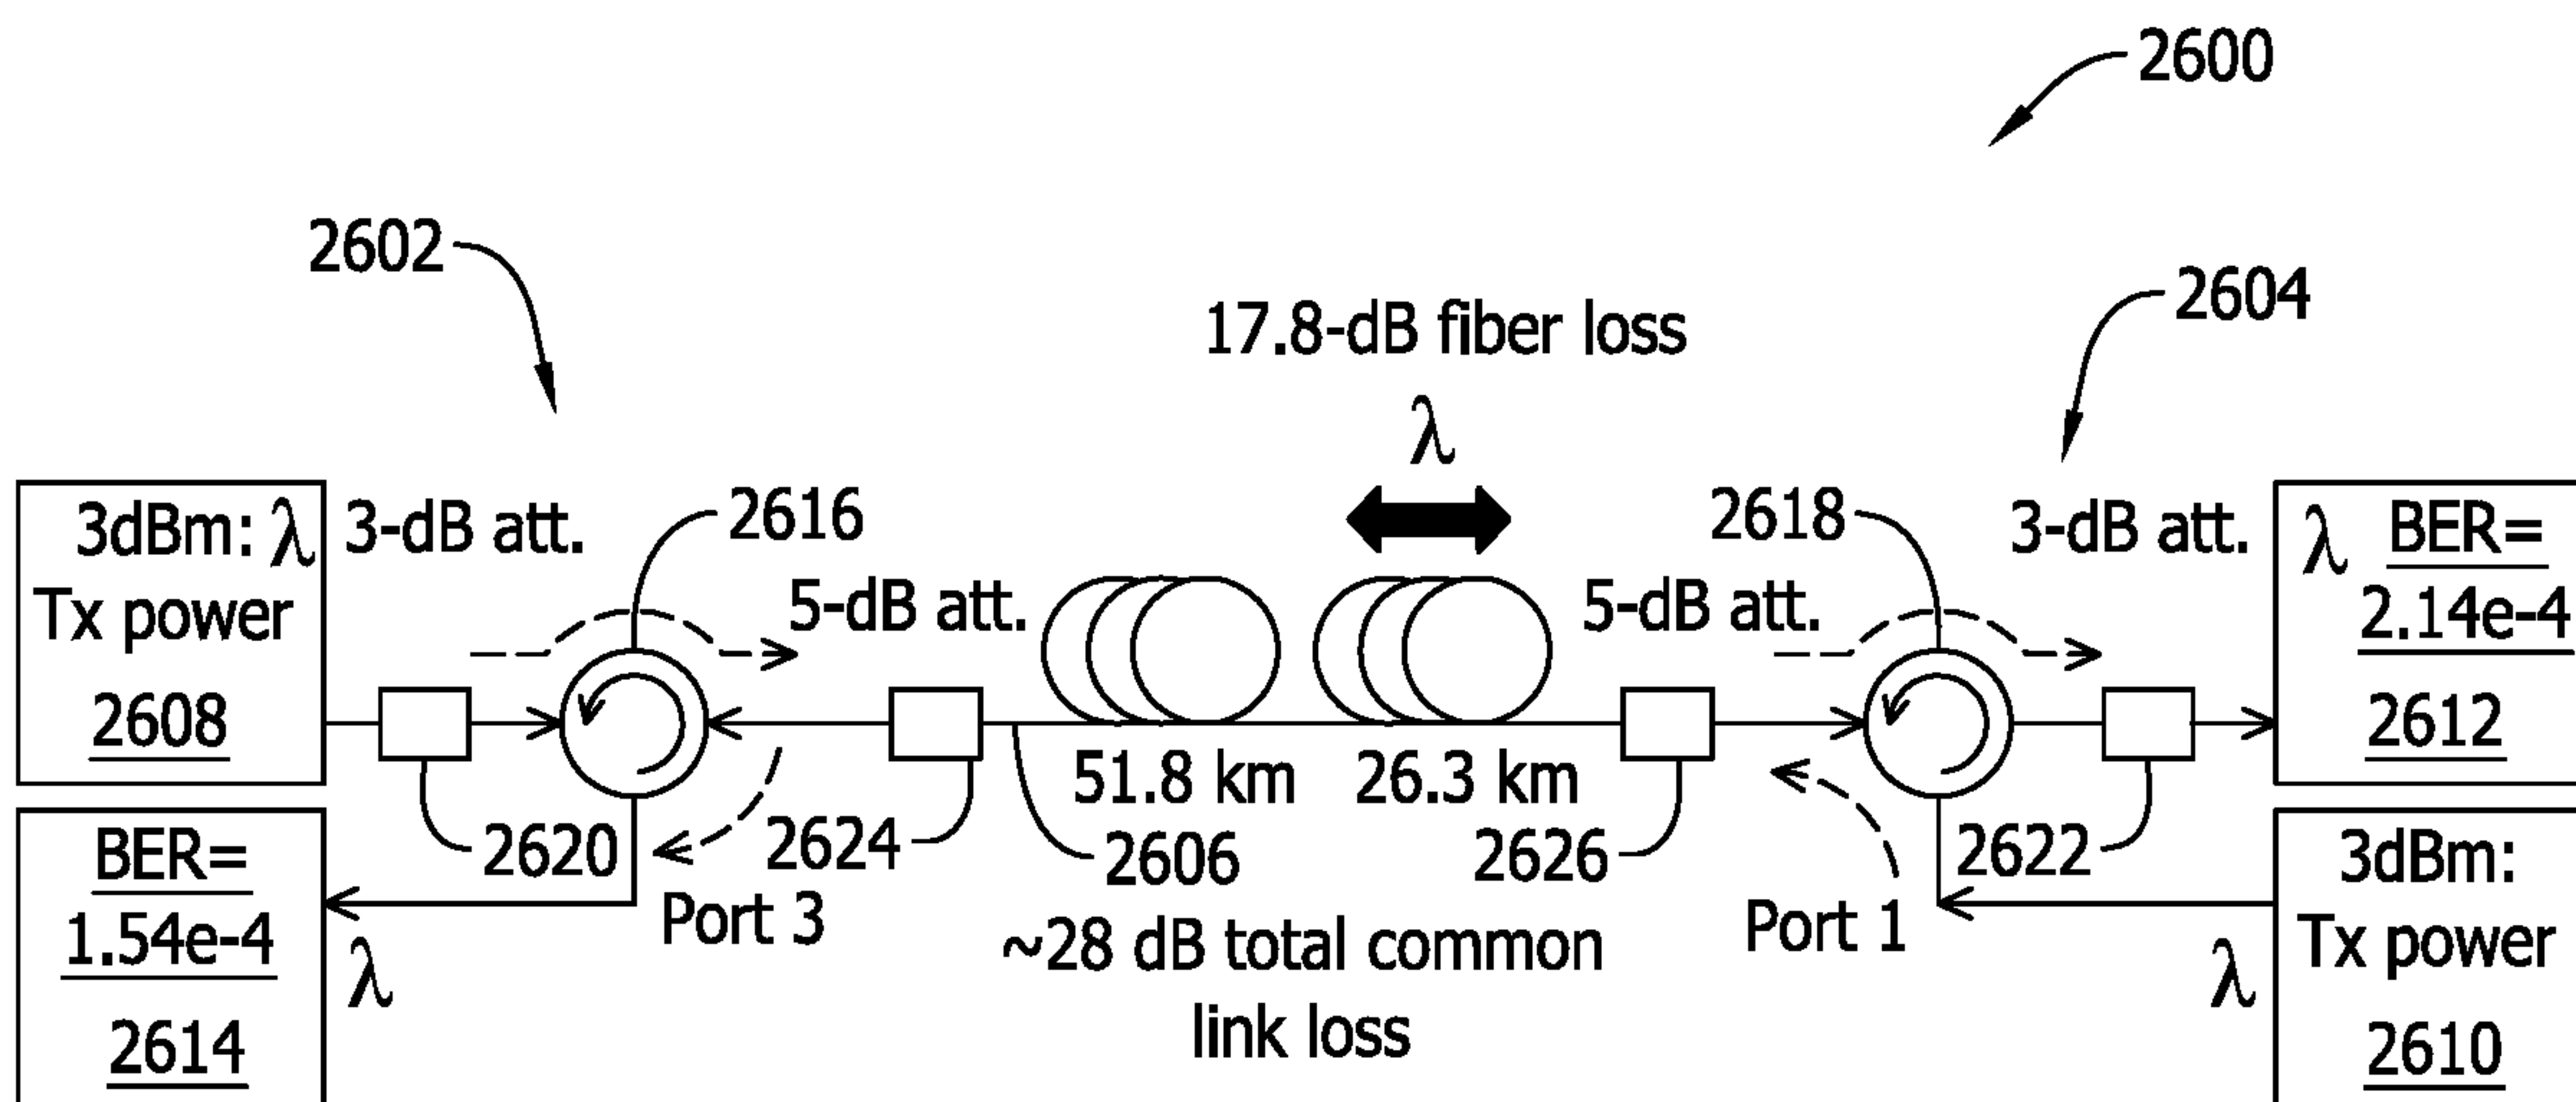 2600
2602
2604
17.8-dB fiber loss
λ
3dBm: λ
Tx power
2608
3-dB att.
2616
5-dB att.
5-dB att.
2618
3-dB att.
λ BER=
2.14e-4
2612
51.8 km
26.3 km
2620
2624
2606
2626
2622
BER=
1.54e-4
2614
λ
Port 3
~28 dB total common
link loss
Port 1
λ
3dBm:
Tx power
2610